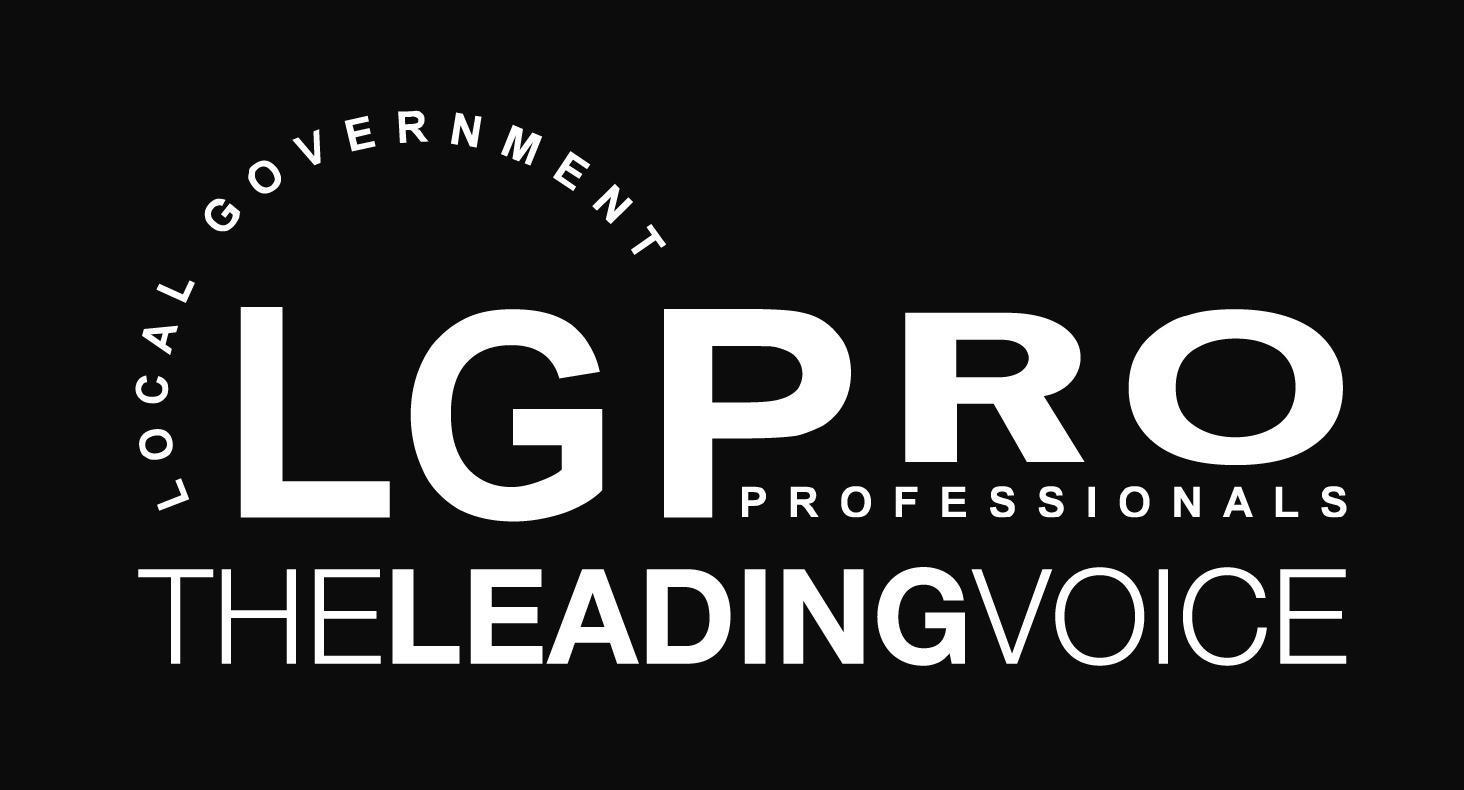 LOCAL GOVERNMENT
LGPRO
PROFESSIONALS
THELEADINGVOICE